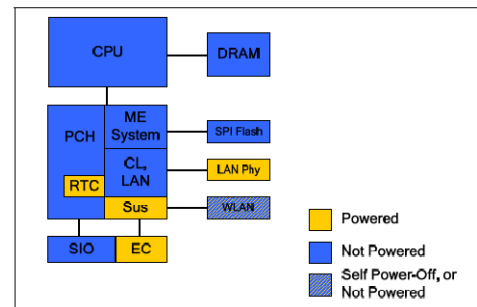 CPU
DRAM
PCH
ME
System
SPI Flash
CL,
LAN
LAN Phy
RTC
Sus
WLAN
SIO
EC
Powered
Not Powered
Self Power-Off, or
Not Powered